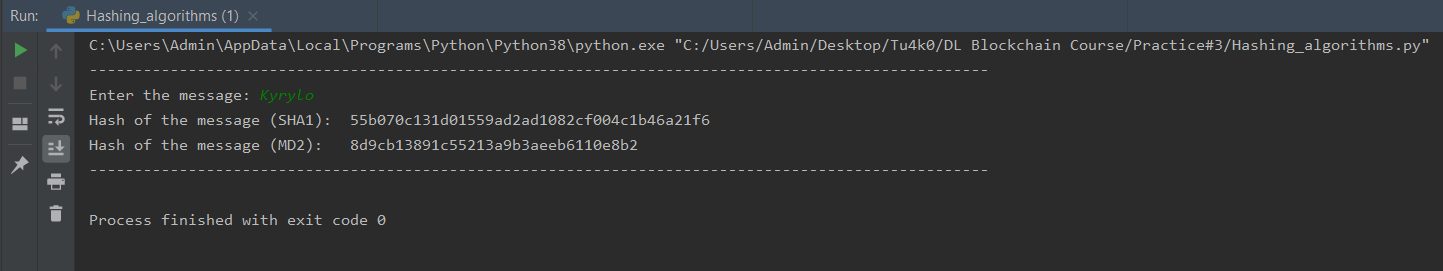 Run: Hashing_algorithms (1) ×
C:\Users\Admin\AppData\Local\Programs\Python\Python38\python.exe "C:/Users/Admin/Desktop/Tu4k0/DL Blockchain Course/Practice#3/Hashing_algorithms.py"
----------------------------------------------------------------------------------------------------
Enter the message: Kyrylo
Hash of the message (SHA1):  55b070c131d01559ad2ad1082cf004c1b46a21f6
Hash of the message (MD2):   8d9cb13891c55213a9b3aeeb6110e8b2
----------------------------------------------------------------------------------------------------
Process finished with exit code 0